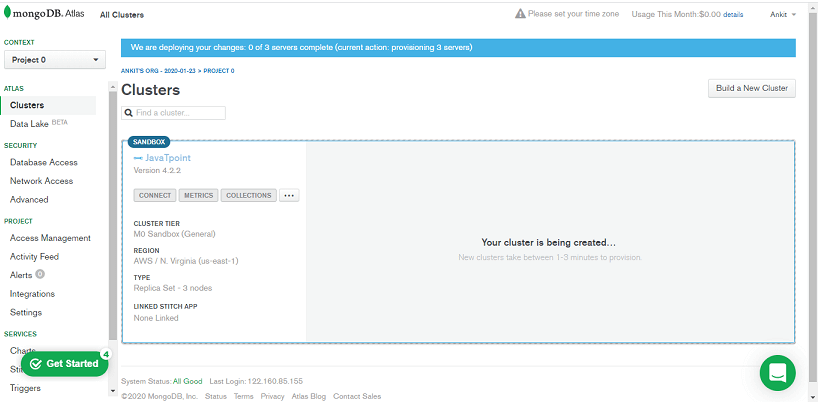 mongoDB. Atlas
All Clusters
Please set your time zone
Usage This Month:$0.00 details
Ankit
CONTEXT
Project 0
ATLAS
Clusters
Data Lake BETA
SECURITY
Database Access
Network Access
Advanced
PROJECT
Access Management
Activity Feed
Alerts 0
Integrations
Settings
SERVICES
Charts
Triggers
Get Started
4
We are deploying your changes: 0 of 3 servers complete (current action: provisioning 3 servers)
ANKIT'S ORG - 2020-01-23 > PROJECT 0
Clusters
Build a New Cluster
Find a cluster...
SANDBOX
JavaTpoint
Version 4.2.2
CONNECT METRICS COLLECTIONS ...
CLUSTER TIER
M0 Sandbox (General)
REGION
AWS / N. Virginia (us-east-1)
TYPE
Replica Set - 3 nodes
LINKED STITCH APP
None Linked
Your cluster is being created...
New clusters take between 1-3 minutes to provision.
System Status: All Good Last Login: 122.160.85.155
©2020 MongoDB, Inc. Status Terms Privacy Atlas Blog Contact Sales